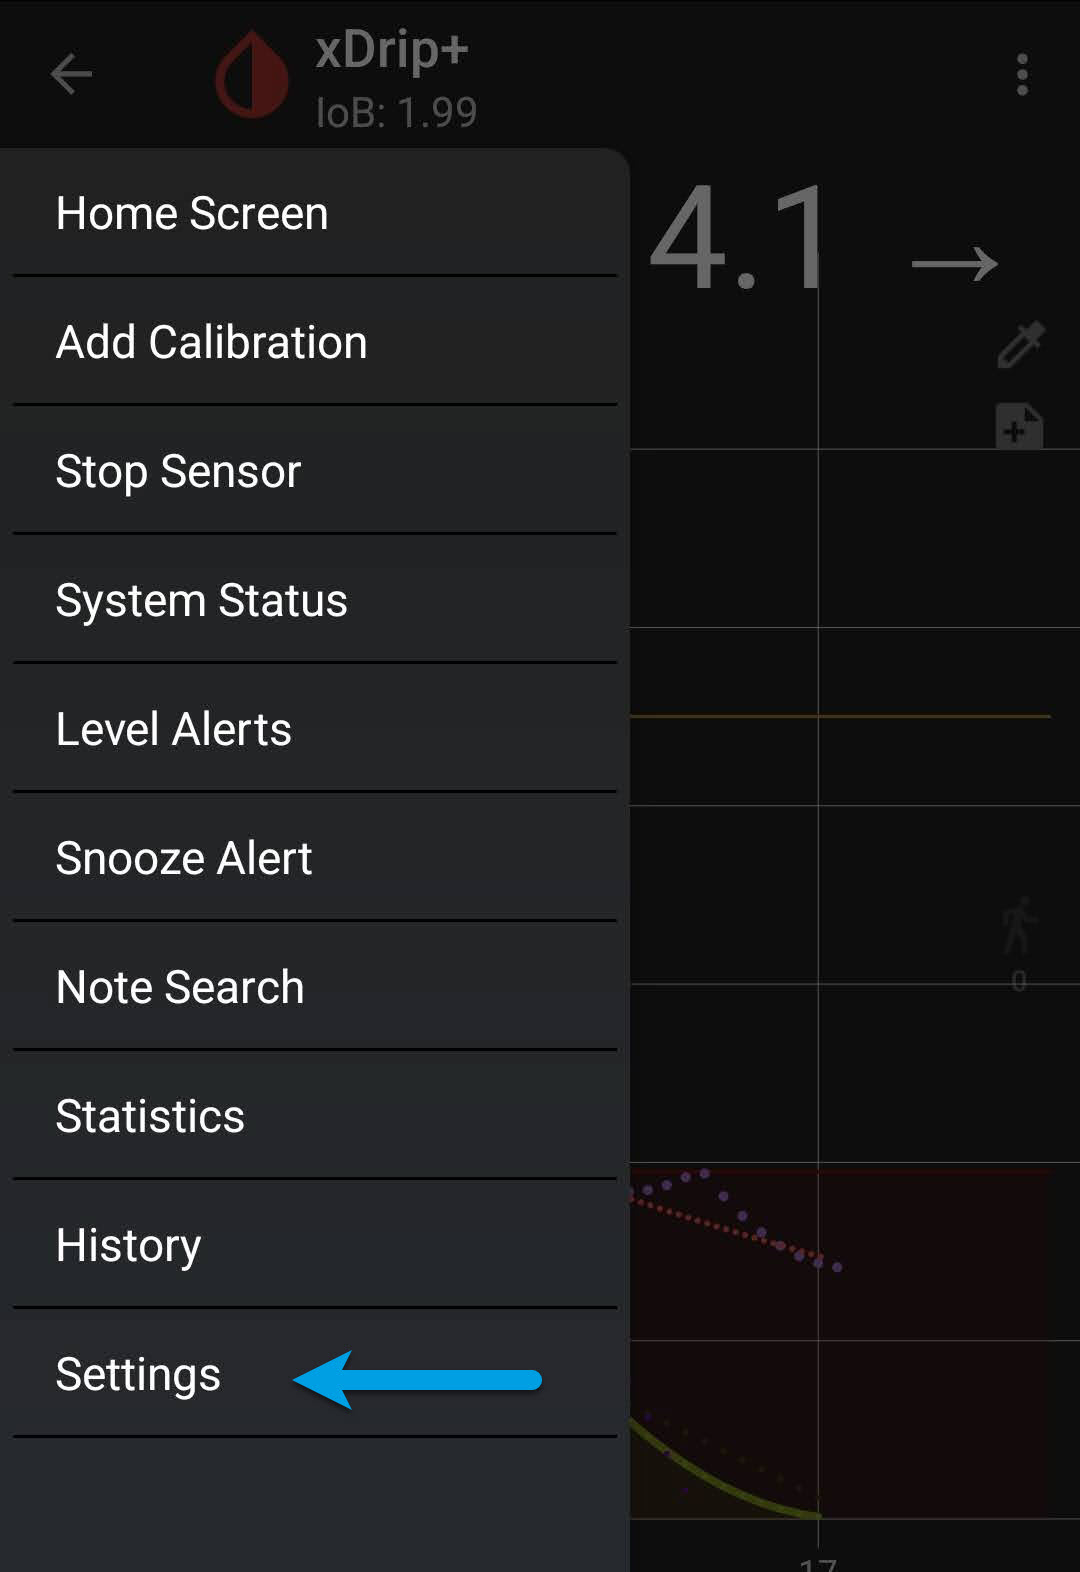 xDrip+
IoB: 1.99
4.1 →
Home Screen
Add Calibration
Stop Sensor
System Status
Level Alerts
Snooze Alert
Note Search
0
Statistics
History
Settings
17